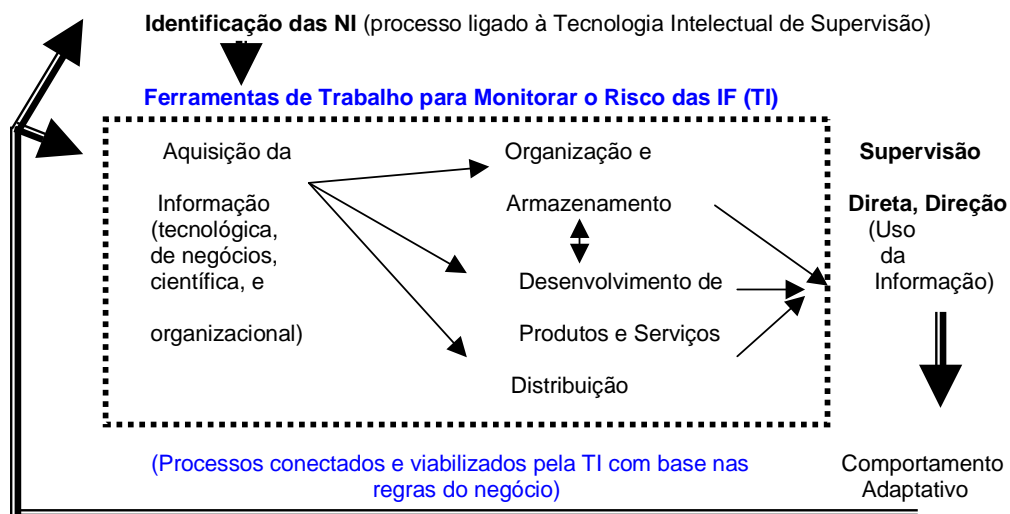 Identificação das NI (processo ligado à Tecnologia Intelectual de Supervisão)
Ferramentas de Trabalho para Monitorar o Risco das IF (TI)
Aquisição da
Informação
(tecnológica,
de negócios,
científica, e
organizacional)
Organização e
Armazenamento
Desenvolvimento de
Produtos e Serviços
Distribuição
Supervisão
Direta, Direção
(Uso
da
Informação)
(Processos conectados e viabilizados pela TI com base nas
regras do negócio)
Comportamento
Adaptativo